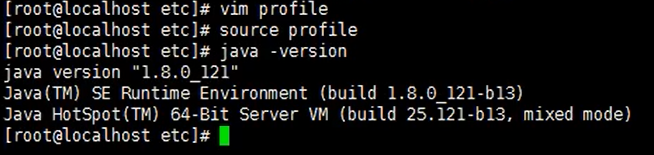 [root@localhost etc]# vim profile
[root@localhost etc]# source profile
[root@localhost etc]# java -version
java version "1.8.0_121"
Java(TM) SE Runtime Environment (build 1.8.0_121-b13)
Java HotSpot(TM) 64-Bit Server VM (build 25.121-b13, mixed mode)
[root@localhost etc]#